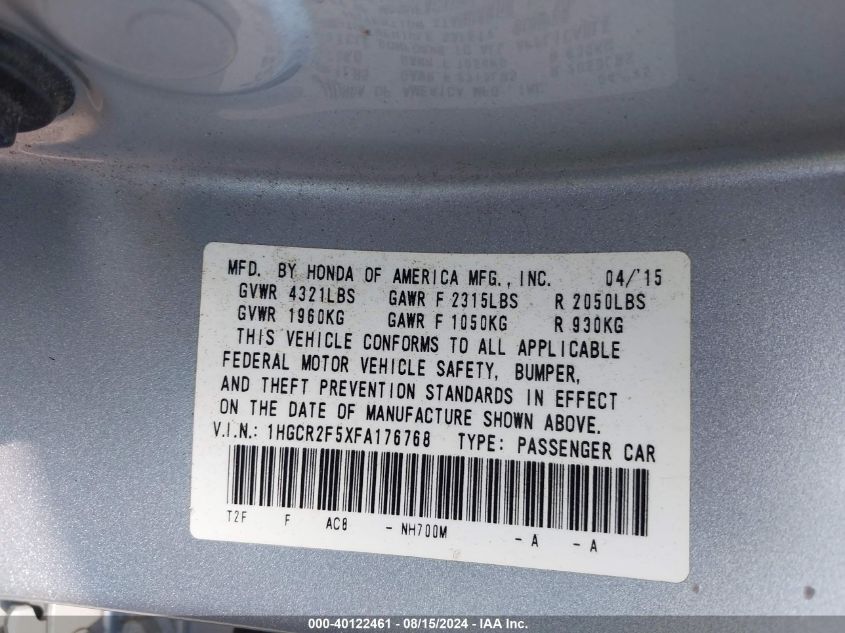 MFD. BY HONDA OF AMERICA MFG., INC. 04/'15
GVWR 4321LBS GAWR F 2315LBS R 2050LBS
GVWR 1960KG GAWR F 1050KG R 930KG
THIS VEHICLE CONFORMS TO ALL APPLICABLE
FEDERAL MOTOR VEHICLE SAFETY, BUMPER,
AND THEFT PREVENTION STANDARDS IN EFFECT
ON THE DATE OF MANUFACTURE SHOWN ABOVE.
V.I.N.: 1HGCR2F5XFA176768 TYPE: PASSENGER CAR
T2F F AC8 - NH700M - A - A
000-40122461 - 08/15/2024 - IAA Inc.